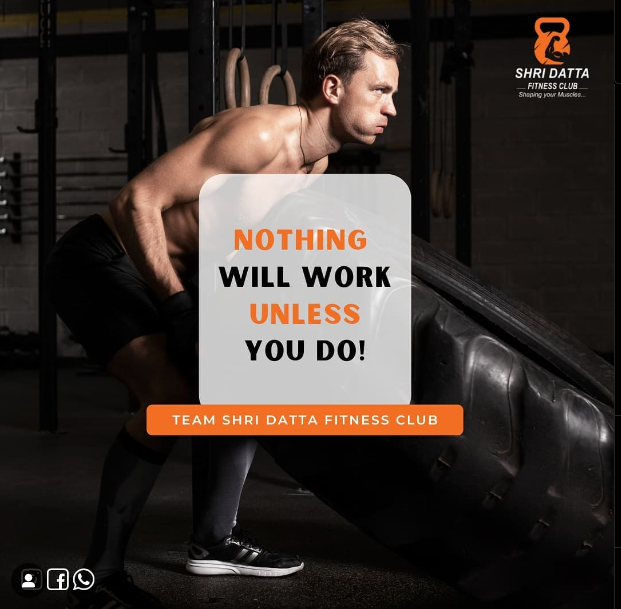 SHRI DATTA
FITNESS CLUB
Shaping your Muscles...
NOTHING
WILL WORK
UNLESS
YOU DO!
TEAM SHRI DATTA FITNESS CLUB